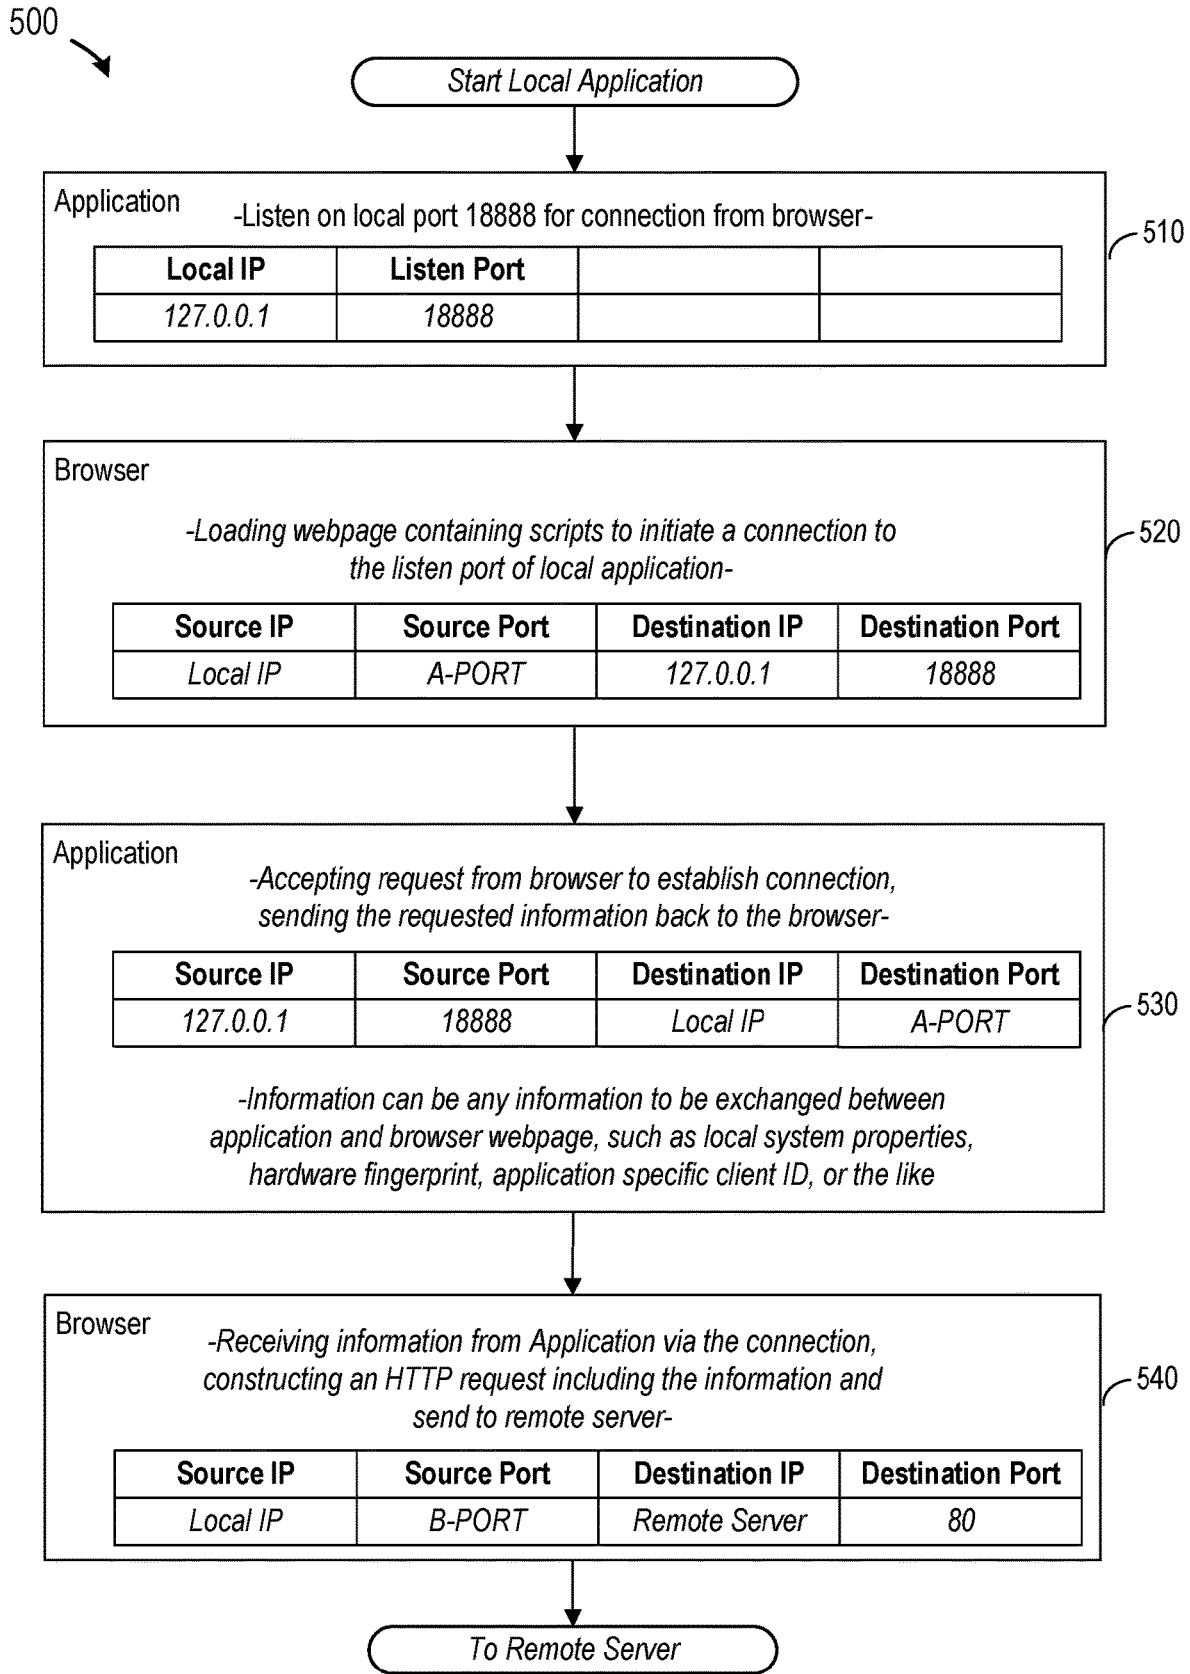 500
Start Local Application
Application
-Listen on local port 18888 for connection from browser-
Local IP Listen Port
127.0.0.1 18888
510
Browser
-Loading webpage containing scripts to initiate a connection to
the listen port of local application-
520
Source IP Source Port Destination IP Destination Port
Local IP A-PORT 127.0.0.1 18888
Application
-Accepting request from browser to establish connection,
sending the requested information back to the browser-
Source IP Source Port Destination IP Destination Port
127.0.0.1 18888 Local IP A-PORT
530
-Information can be any information to be exchanged between
application and browser webpage, such as local system properties,
hardware fingerprint, application specific client ID, or the like
Browser
-Receiving information from Application via the connection,
constructing an HTTP request including the information and
send to remote server-
540
Source IP Source Port Destination IP Destination Port
Local IP B-PORT Remote Server 80
To Remote Server